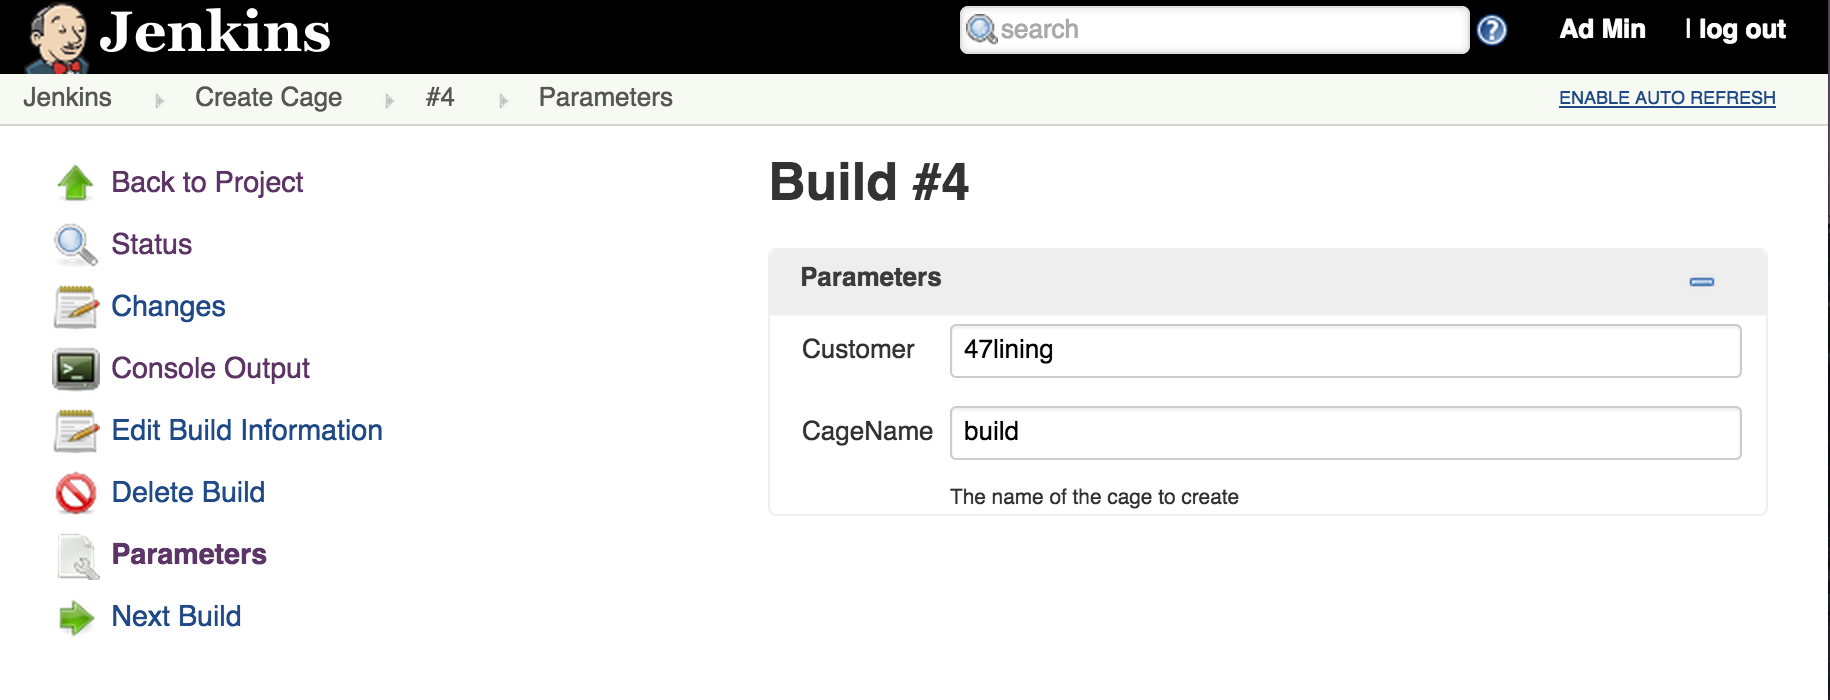 Jenkins
search
Ad Min
| log out
Jenkins Create Cage #4 Parameters
ENABLE AUTO REFRESH
Back to Project
Status
Changes
Console Output
Edit Build Information
Delete Build
Parameters
Next Build
Build #4
Parameters
Customer 47lining
CageName build
The name of the cage to create